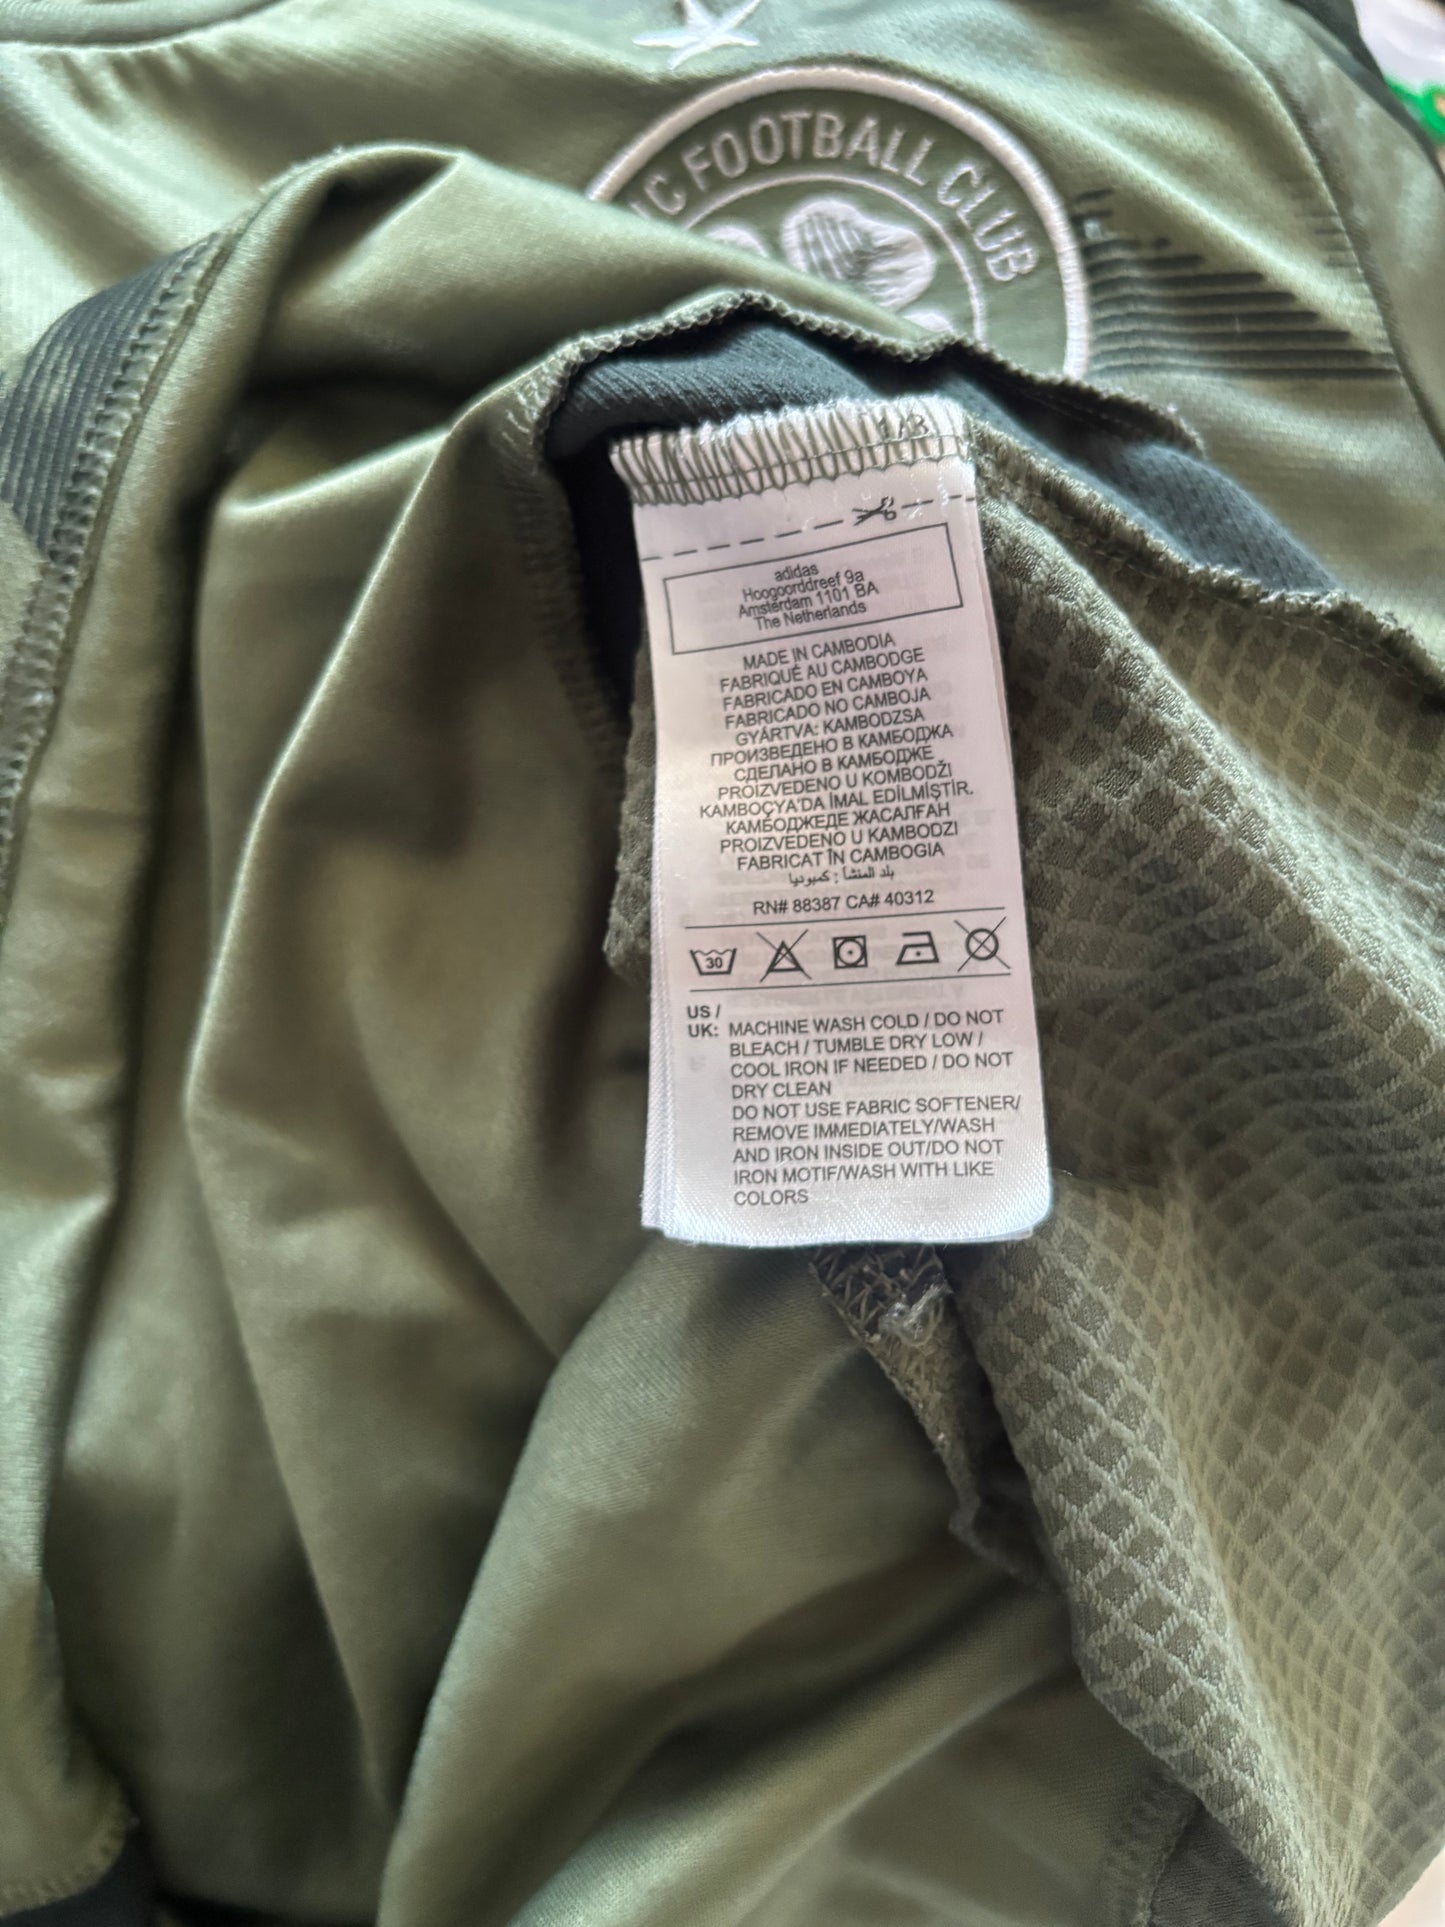 IC FOOTBALL CLUB
1/3
adidas
Hoogoorddreef 9a
Amsterdam 1101 BA
The Netherlands
MADE IN CAMBODIA
FABRIQUÉ AU CAMBODGE
FABRICADO EN CAMBOYA
FABRICADO NO CAMBOJA
GYÁRTVA: KAMBODZSA
ПРОИЗВЕДЕНО В КАМБОДЖА
СДЕЛАНО В КАМБОДЖЕ
PROIZVEDENO U KOMBODŽI
KAMBOÇYA'DA İMAL EDİLMİŞTİR.
КАМБОДЖЕДЕ ЖАСАЛҒАН
PROIZVEDENO U KAMBODZI
FABRICAT ÎN CAMBOGIA
بلد المنشأ : كمبوديا
RN# 88387 CA# 40312
30
US /
UK: MACHINE WASH COLD / DO NOT
BLEACH / TUMBLE DRY LOW /
COOL IRON IF NEEDED / DO NOT
DRY CLEAN
DO NOT USE FABRIC SOFTENER/
REMOVE IMMEDIATELY/WASH
AND IRON INSIDE OUT/DO NOT
IRON MOTIF/WASH WITH LIKE
COLORS